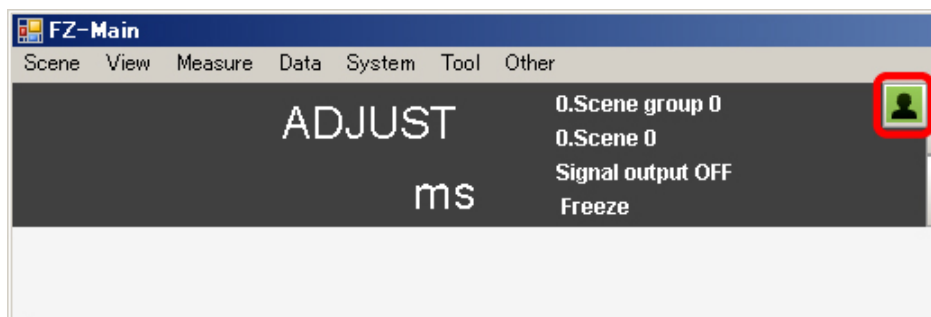 FZ-Main
Scene View Measure Data System Tool Other
ADJUST
ms
0.Scene group 0
0.Scene 0
Signal output OFF
Freeze